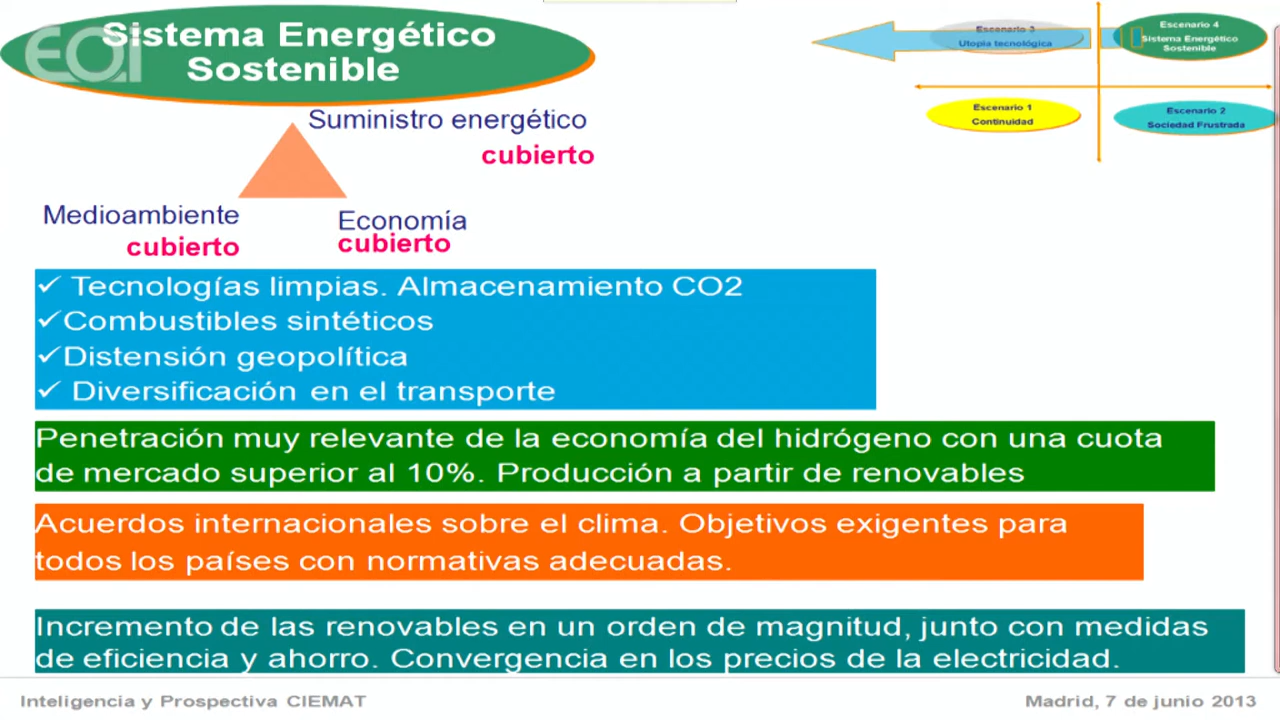 EOI
Sistema Energético
Sostenible
Escenario 3
Utopia tecnológica
Escenario 4
Sistema Energético
Sostenible
Escenario 1
Continuidad
Escenario 2
Sociedad Frustrada
Suministro energético
cubierto
Medioambiente
cubierto
Economía
cubierto
✓ Tecnologías limpias. Almacenamiento CO2
✓Combustibles sintéticos
✓Distensión geopolítica
✓ Diversificación en el transporte
Penetración muy relevante de la economía del hidrógeno con una cuota
de mercado superior al 10%. Producción a partir de renovables
Acuerdos internacionales sobre el clima. Objetivos exigentes para
todos los países con normativas adecuadas.
Incremento de las renovables en un orden de magnitud, junto con medidas
de eficiencia y ahorro. Convergencia en los precios de la electricidad.
Inteligencia y Prospectiva CIEMAT
Madrid, 7 de junio 2013